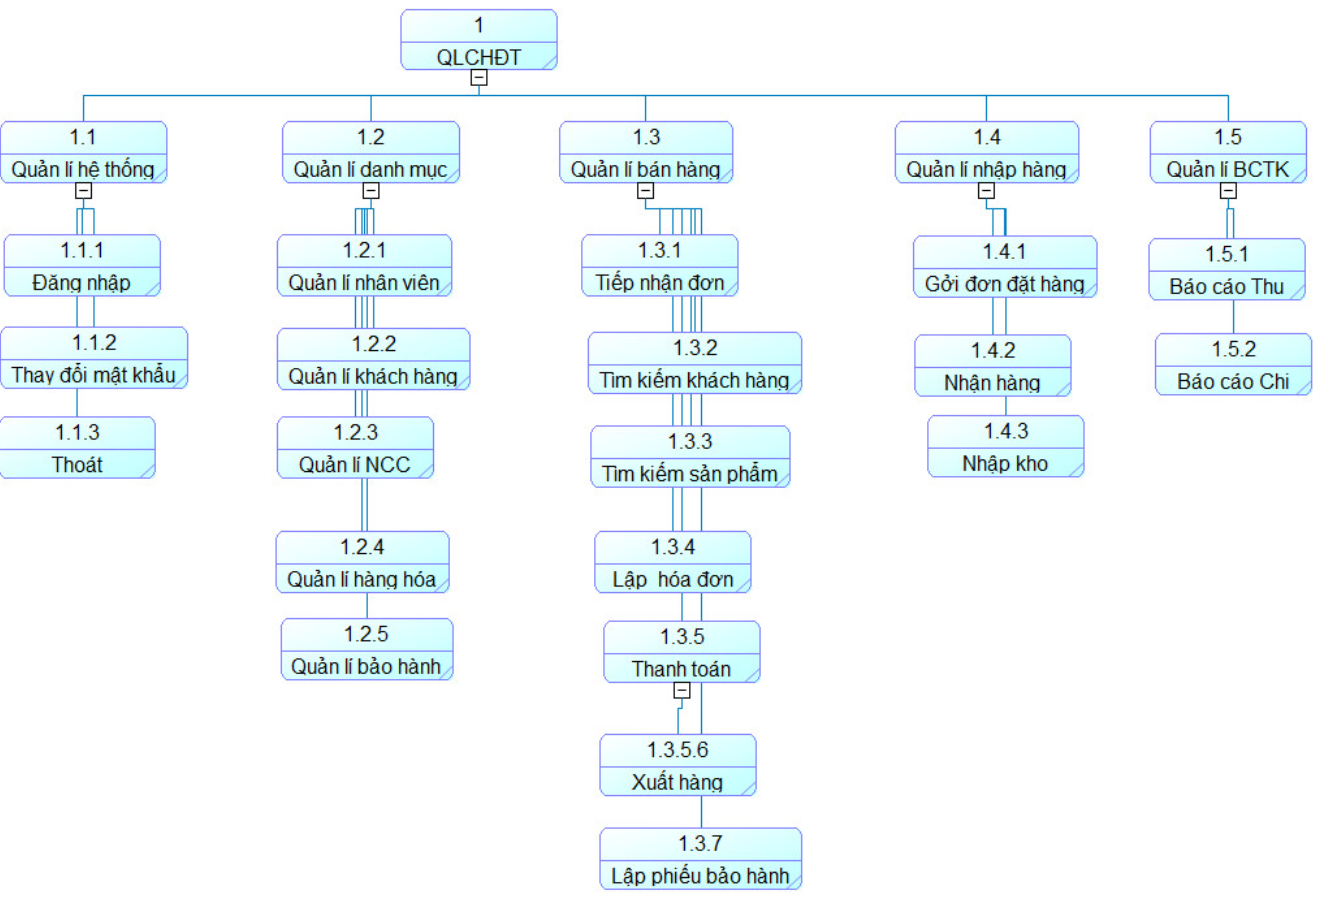 1
QLCHĐT
1.1
Quản lí hệ thống
1.2
Quản lí danh mục
1.3
Quản lí bán hàng
1.4
Quản lí nhập hàng
1.5
Quản lí BCTK
1.1.1
Đăng nhập
1.1.2
Thay đổi mật khẩu
1.1.3
Thoát
1.2.1
Quản lí nhân viên
1.2.2
Quản lí khách hàng
1.2.3
Quản lí NCC
1.2.4
Quản lí hàng hóa
1.2.5
Quản lí bảo hành
1.3.1
Tiếp nhận đơn
1.3.2
Tìm kiếm khách hàng
1.3.3
Tìm kiếm sản phẩm
1.3.4
Lập hóa đơn
1.3.5
Thanh toán
1.3.5.6
Xuất hàng
1.3.7
Lập phiếu bảo hành
1.4.1
Gởi đơn đặt hàng
1.4.2
Nhận hàng
1.4.3
Nhập kho
1.5.1
Báo cáo Thu
1.5.2
Báo cáo Chi